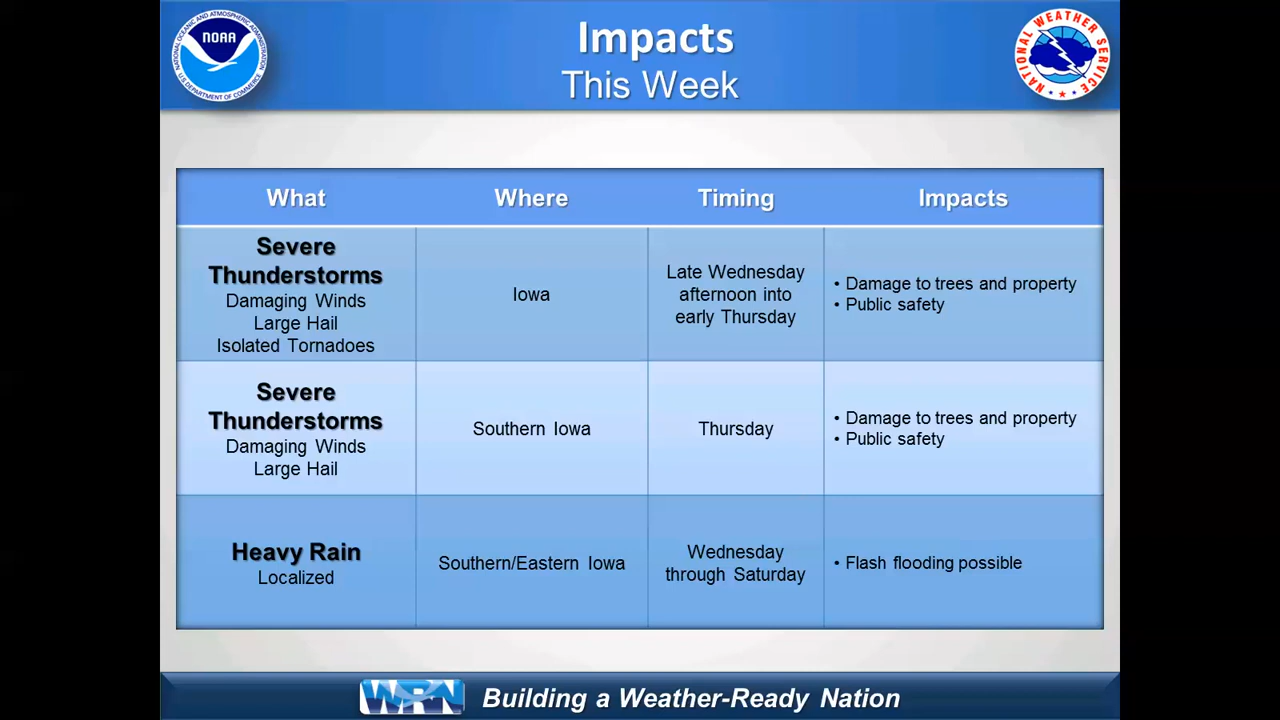 Impacts
This Week
NOAA
NATIONAL OCEANIC AND ATMOSPHERIC ADMINISTRATION
U.S. DEPARTMENT OF COMMERCE
NATIONAL WEATHER SERVICE
What
Where
Timing
Impacts
Severe
Thunderstorms
Damaging Winds
Large Hail
Isolated Tornadoes
Iowa
Late Wednesday
afternoon into
early Thursday
• Damage to trees and property
• Public safety
Severe
Thunderstorms
Damaging Winds
Large Hail
Southern Iowa
Thursday
• Damage to trees and property
• Public safety
Heavy Rain
Localized
Southern/Eastern Iowa
Wednesday
through Saturday
• Flash flooding possible
WRN
Building a Weather-Ready Nation